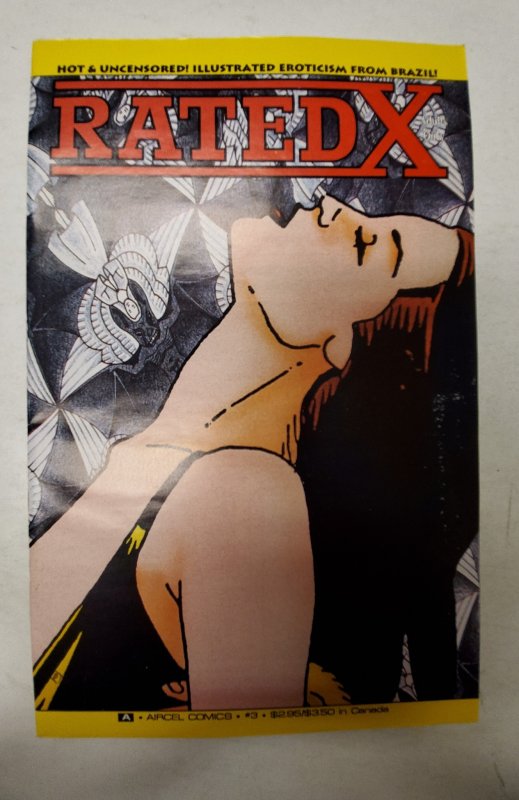 HOT & UNCENSORED! ILLUSTRATED EROTICISM FROM BRAZIL!
RATED X
A • AIRCEL COMICS • #3 • $2.95/$3.50 in Canada